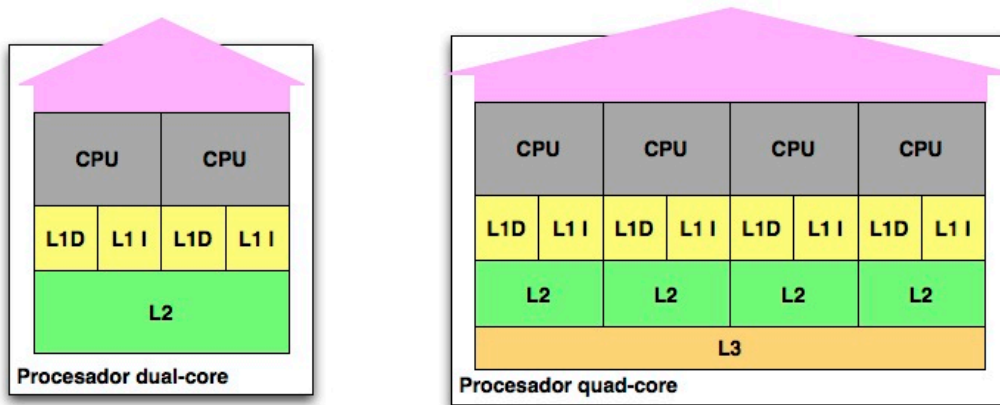 CPU CPU
L1D L1 I L1D L1 I
L2
Procesador dual-core
CPU CPU CPU CPU
L1D L1 I L1D L1 I L1D L1 I L1D L1 I
L2 L2 L2 L2
L3
Procesador quad-core